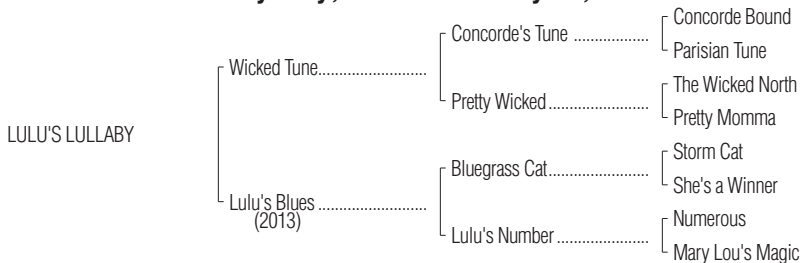 LULU'S LULLABY
Wicked Tune..........................
Lulu's Blues ..........................
(2013)
Concorde's Tune ..................
Pretty Wicked........................
Bluegrass Cat.........................
Lulu's Number ......................
Concorde Bound
Parisian Tune
The Wicked North
Pretty Momma
Storm Cat
She's a Winner
Numerous
Mary Lou's Magic